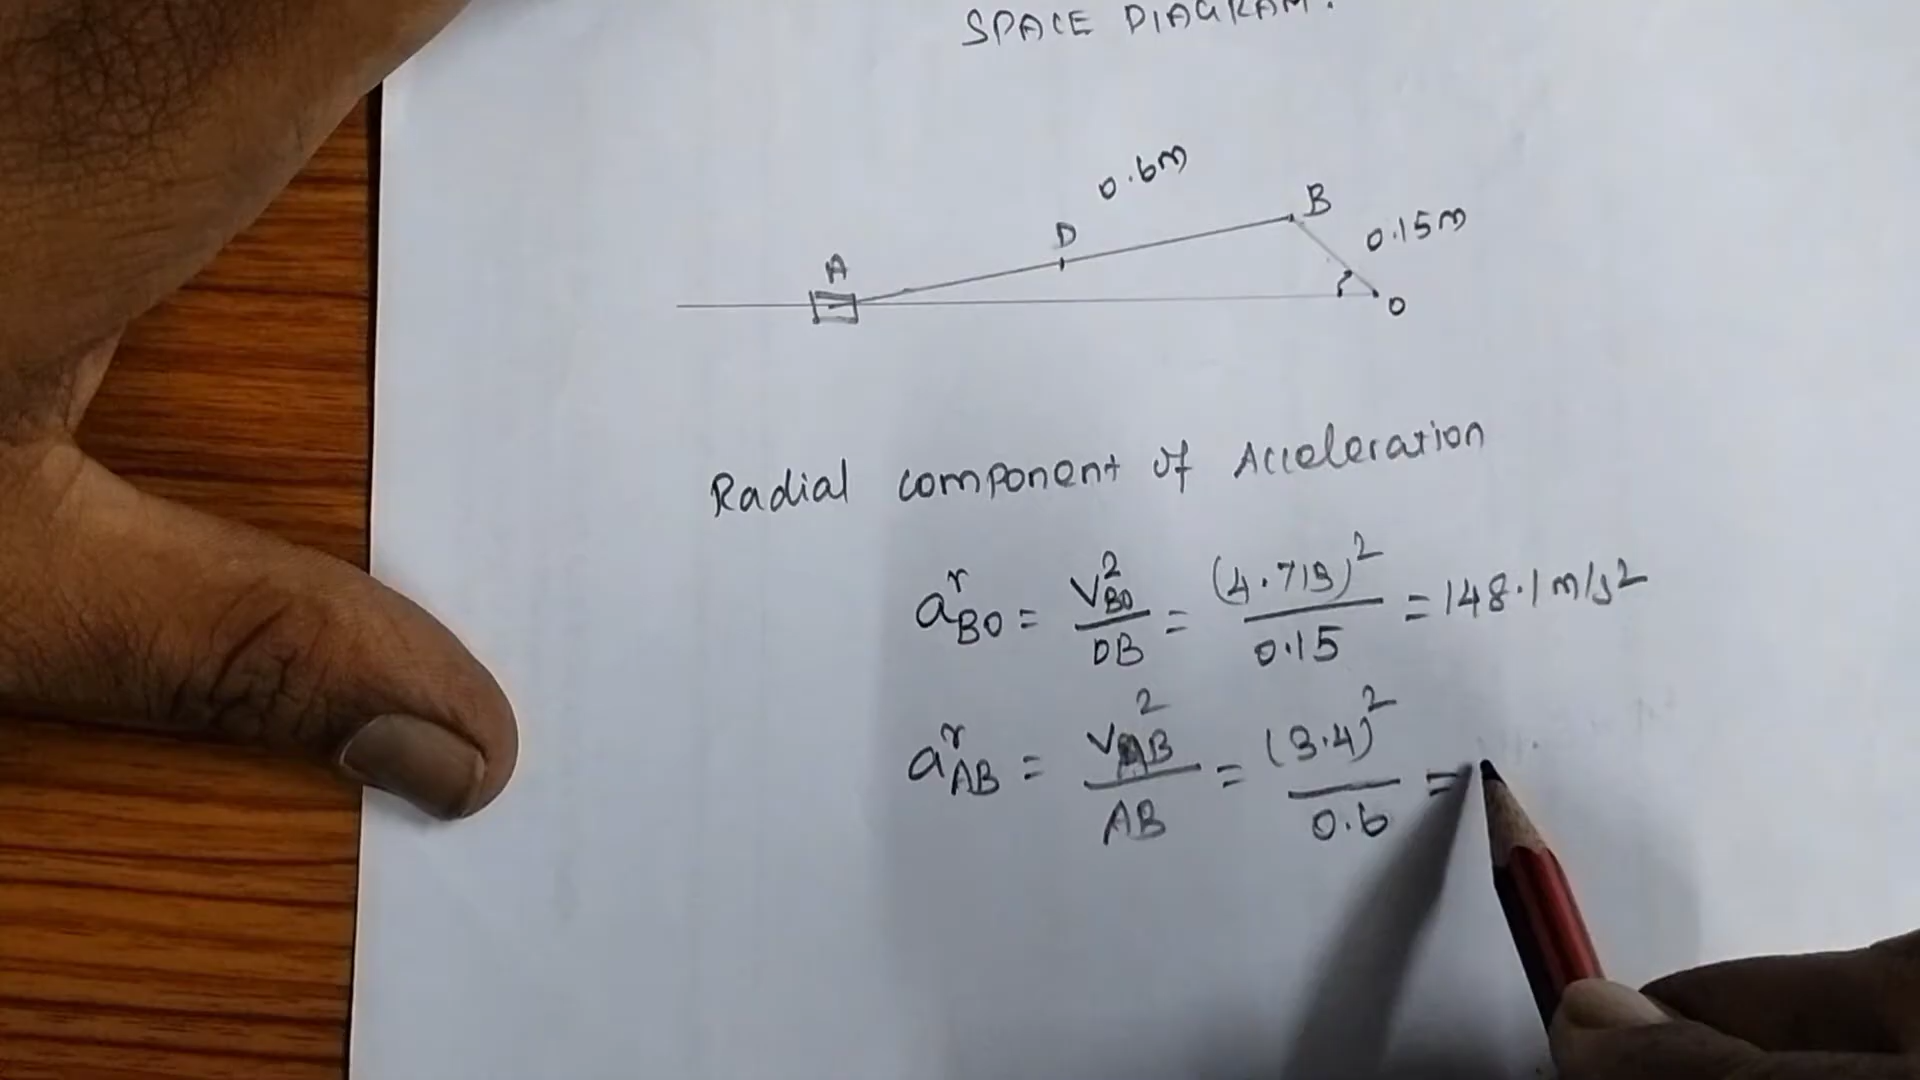 SPACE DIAGRAM.
0.6m
B
0.15m
D
A
O
Radial component of Acceleration
a^r_BO = V²_BO / OB = (4.713)² / 0.15 = 148.1 m/s²
a^r_AB = V_AB² / AB = (3.4)² / 0.6 =